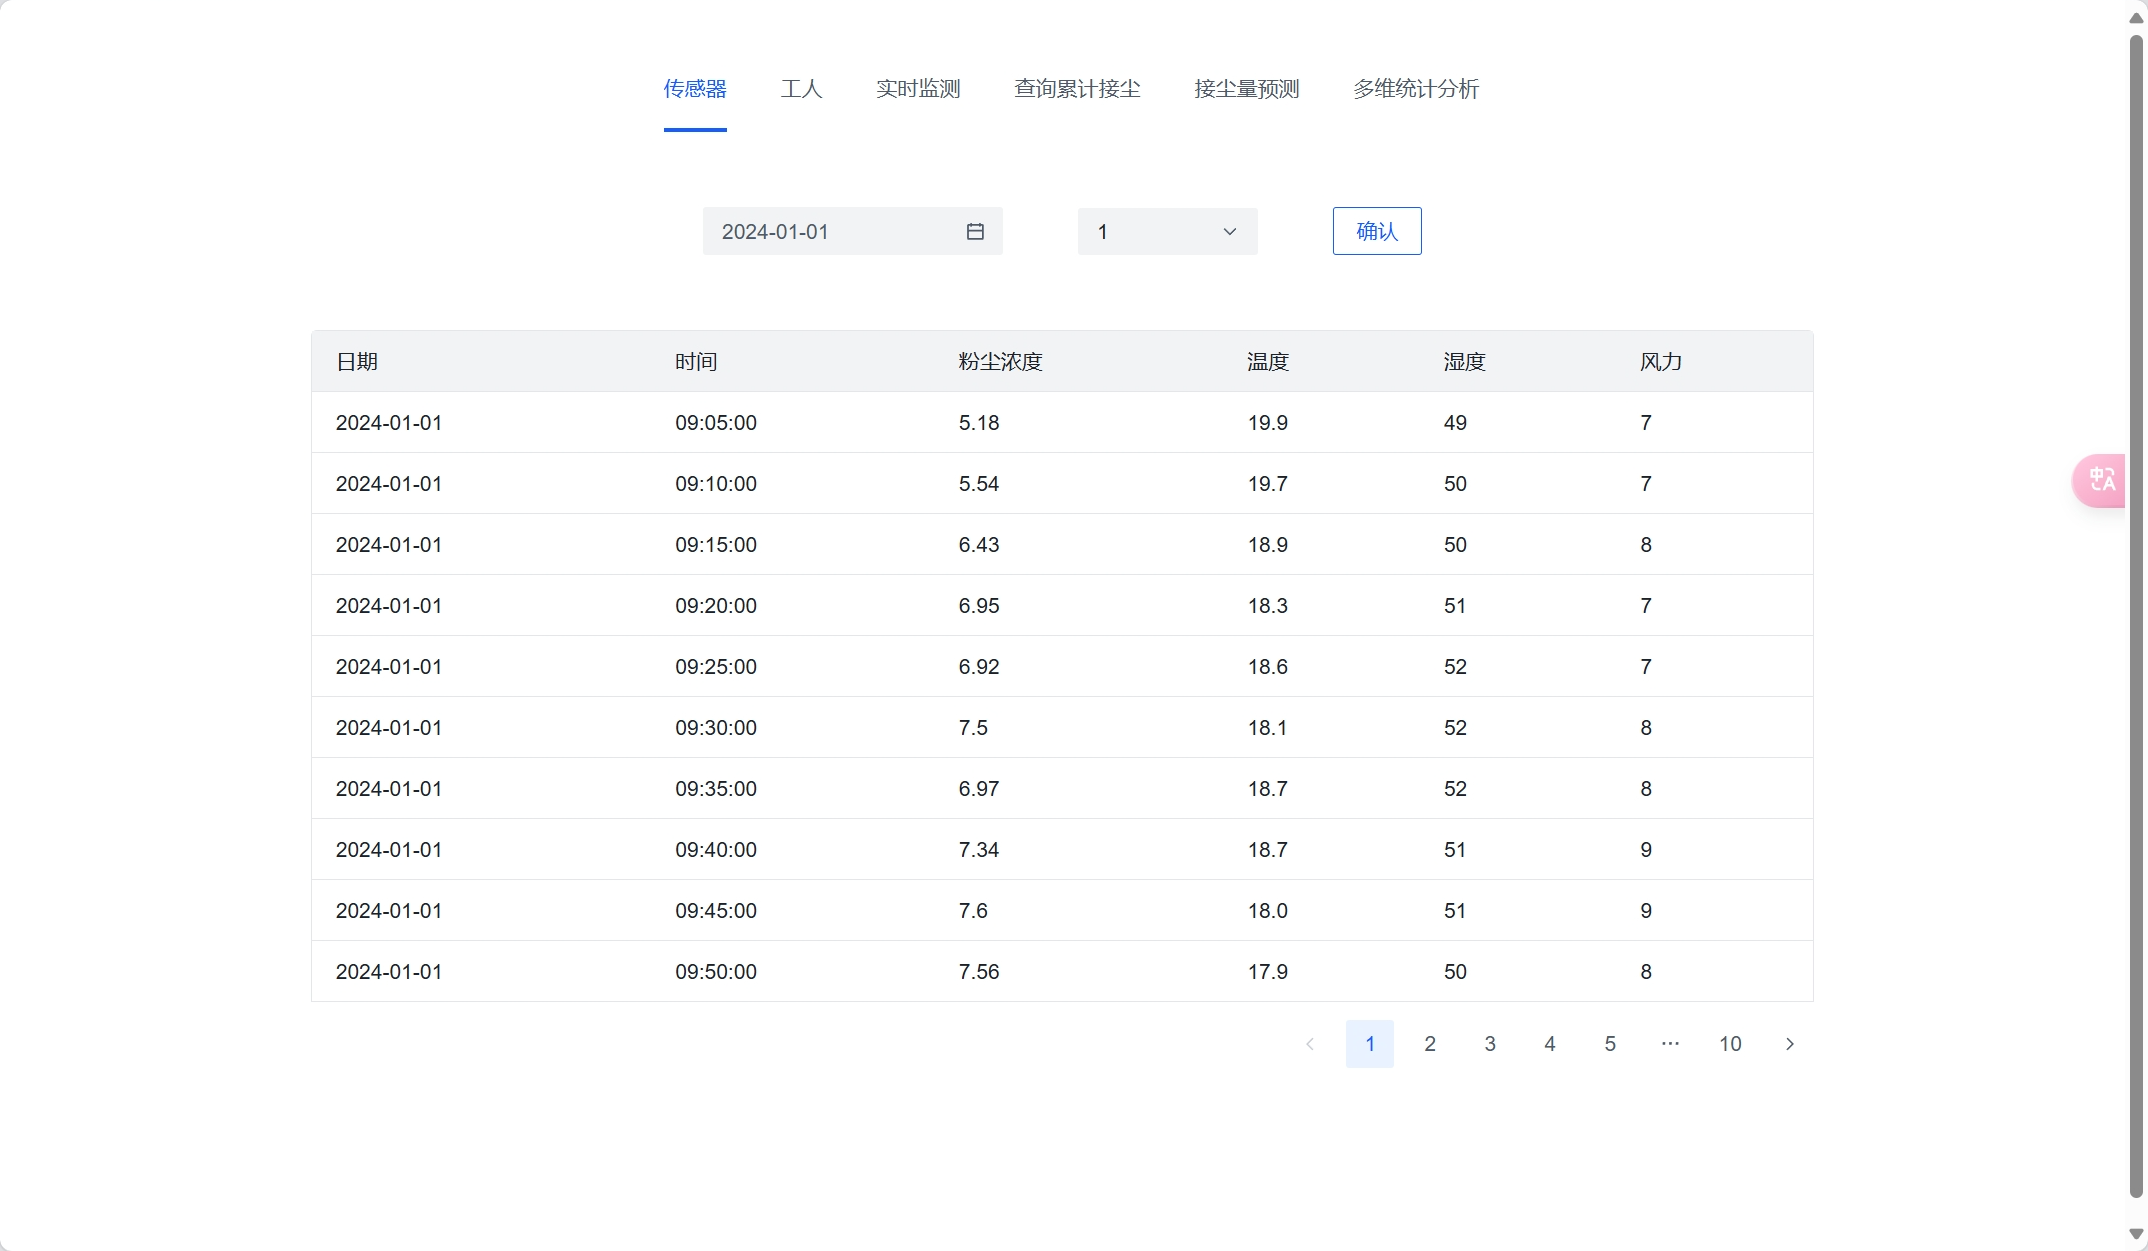 传感器 工人 实时监测 查询累计接尘 接尘量预测 多维统计分析
2024-01-01 1 确认
日期 时间 粉尘浓度 温度 湿度 风力
2024-01-01 09:05:00 5.18 19.9 49 7
2024-01-01 09:10:00 5.54 19.7 50 7
2024-01-01 09:15:00 6.43 18.9 50 8
2024-01-01 09:20:00 6.95 18.3 51 7
2024-01-01 09:25:00 6.92 18.6 52 7
2024-01-01 09:30:00 7.5 18.1 52 8
2024-01-01 09:35:00 6.97 18.7 52 8
2024-01-01 09:40:00 7.34 18.7 51 9
2024-01-01 09:45:00 7.6 18.0 51 9
2024-01-01 09:50:00 7.56 17.9 50 8
1 2 3 4 5 ··· 10
中A